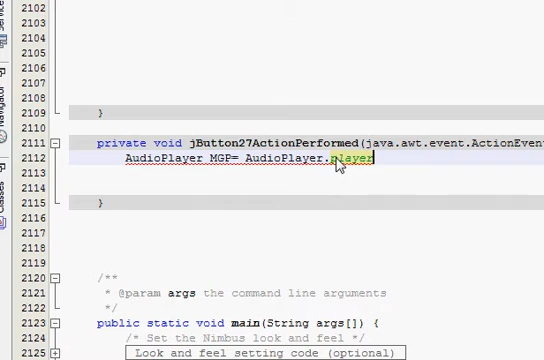 2102
2103
2104
2105
2106
2107
2108
2109 }
2110
2111 private void jButton27ActionPerformed(java.awt.event.ActionEvent
2112 AudioPlayer MGP= AudioPlayer.player
2113
2114
2115 }
2116
2117
2118
2119
2120 /**
2121 * @param args the command line arguments
2122 */
2123 public static void main(String args[]) {
2124 /* Set the Nimbus look and feel */
2125 Look and feel setting code (optional)
Navigator
Classes